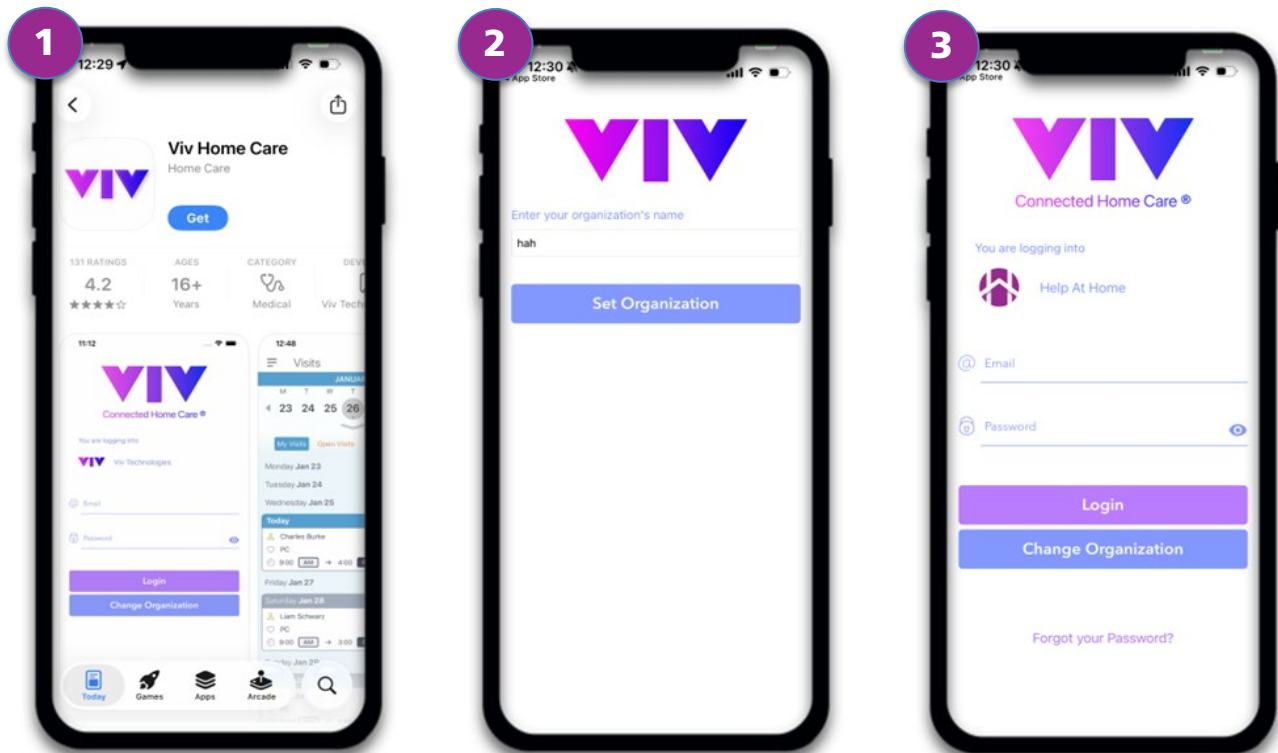 1
12:29
Viv Home Care
Home Care
VIV
Get
131 RATINGS
4.2
AGES
16+
Years
CATEGORY
Medical
Viv Tech
11:12
VIV
Connected Home Care ®
You are logging into
VIV Viv Technologies
Email
Password
Login
Change Organization
12:48
Visits
M T W T
23 24 25 26
My Visits Open Visits
Monday Jan 23
Tuesday Jan 24
Wednesday Jan 25
Today
Charles Burke
PC
9:00 AM → 4:00
Friday Jan 27
Saturday Jan 28
Liam Schwarz
PC
9:00 AM → 3:00
Today
Games
Apps
Arcade
2
12:30
App Store
VIV
Enter your organization's name
hah
Set Organization
3
12:30
App Store
VIV
Connected Home Care ®
You are logging into
Help At Home
@ Email
Password
Login
Change Organization
Forgot your Password?